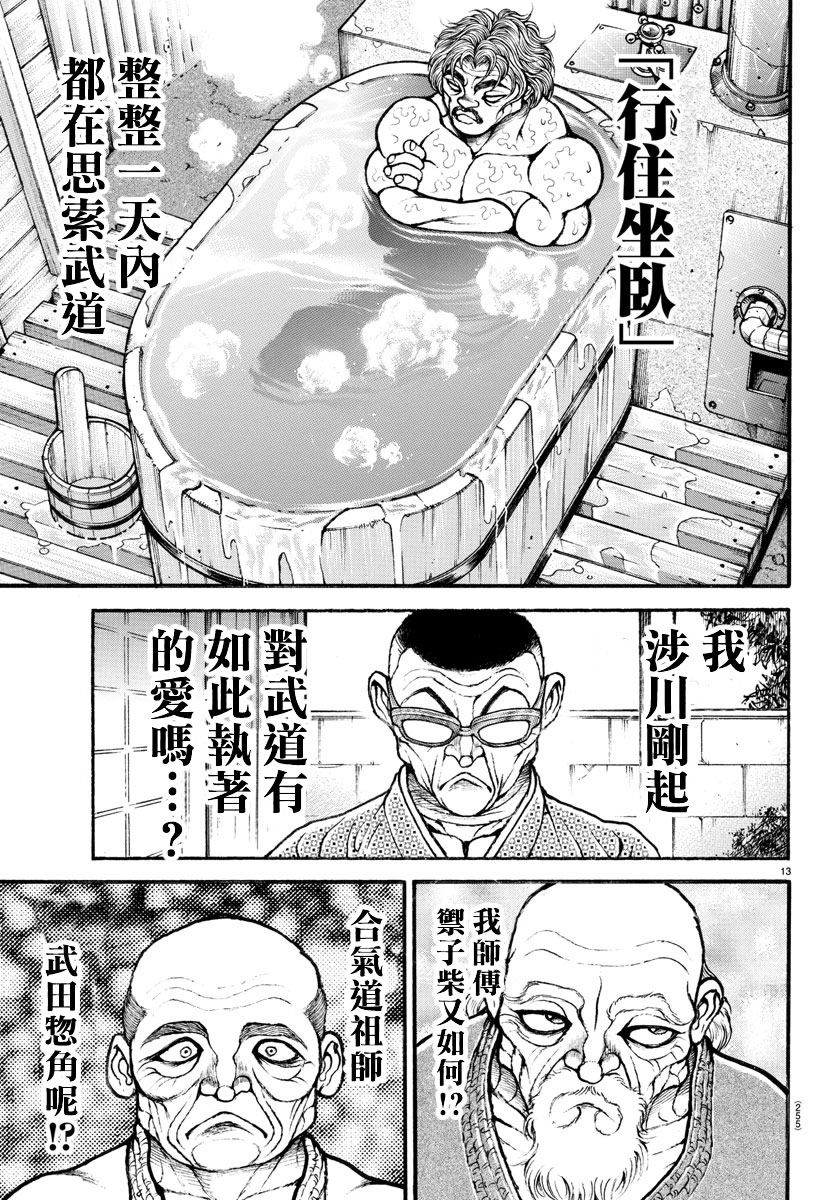 「行住坐臥」
整整一天內
都在思索武道
我
涉川剛起
對武道有
如此執著
的愛嗎…?
13
我師傅
禦子柴又如何!?
合氣道祖師
武田惣角呢!?
(255)